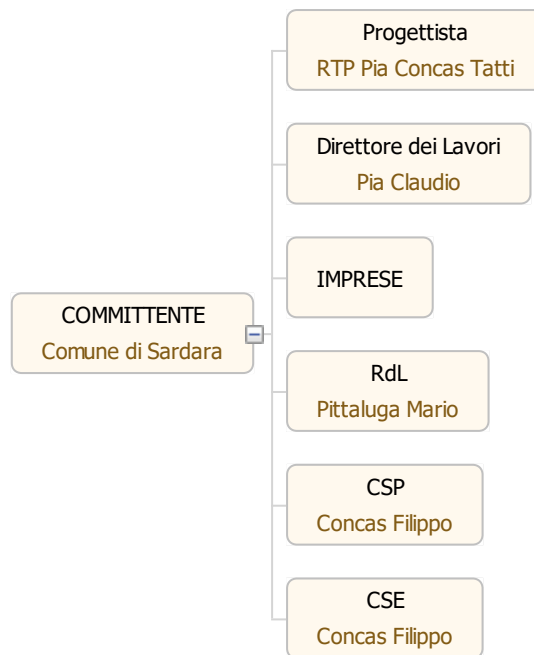 Progettista
RTP Pia Concas Tatti
Direttore dei Lavori
Pia Claudio
IMPRESE
COMMITTENTE
Comune di Sardara
RdL
Pittaluga Mario
CSP
Concas Filippo
CSE
Concas Filippo